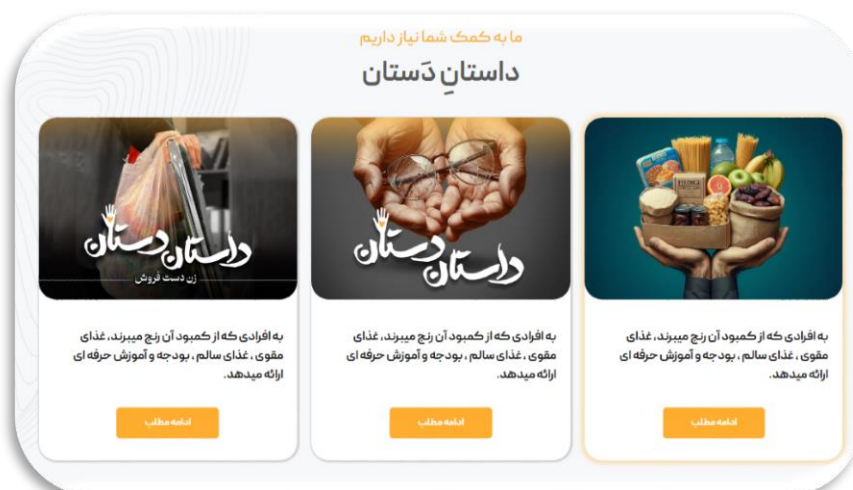 ما به کمک شما نیاز داریم
داستانِ دَستان
به افرادی که از کمبود آن رنج میبرند، غذای
مقوی ، غذای سالم ، بودجه و آموزش حرفه ای
ارائه میدهد.
ادامه مطلب
داستان دستان
به افرادی که از کمبود آن رنج میبرند، غذای
مقوی ، غذای سالم ، بودجه و آموزش حرفه ای
ارائه میدهد.
ادامه مطلب
داستان دستان
زن دست فروش
به افرادی که از کمبود آن رنج میبرند، غذای
مقوی ، غذای سالم ، بودجه و آموزش حرفه ای
ارائه میدهد.
ادامه مطلب